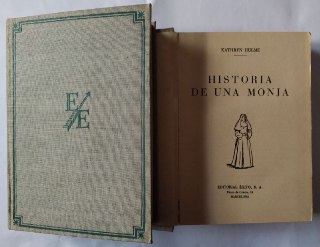 E E
KATHRYN HULME
HISTORIA
DE UNA MONJA
EDITORIAL ÉXITO, S. A.
BARCELONA